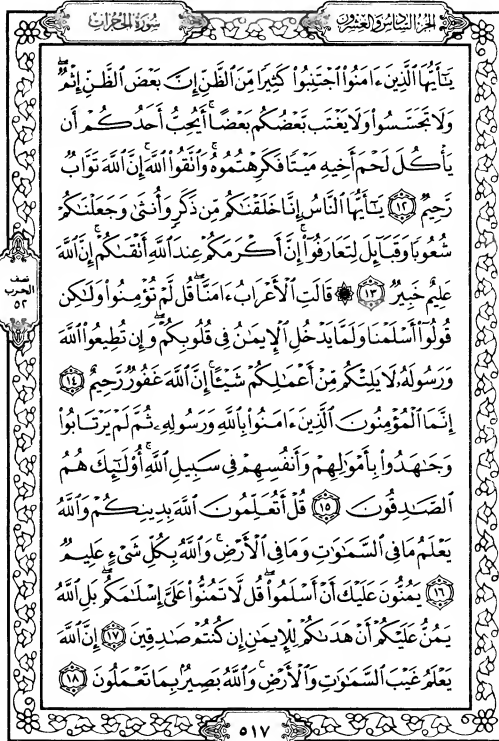 الجزء السادس والعشرون
سورة الحجرات
يَٰٓأَيُّهَا ٱلَّذِينَ ءَامَنُوا۟ ٱجْتَنِبُوا۟ كَثِيرًا مِّنَ ٱلظَّنِّ إِنَّ بَعْضَ ٱلظَّنِّ إِثْمٌ ۖ
وَلَا تَجَسَّسُوا۟ وَلَا يَغْتَب بَّعْضُكُم بَعْضًا ۚ أَيُحِبُّ أَحَدُكُمْ أَن
يَأْكُلَ لَحْمَ أَخِيهِ مَيْتًا فَكَرِهْتُمُوهُ ۚ وَٱتَّقُوا۟ ٱللَّهَ ۚ إِنَّ ٱللَّهَ تَوَّابٌ
رَّحِيمٌ ١٢ يَٰٓأَيُّهَا ٱلنَّاسُ إِنَّا خَلَقْنَٰكُم مِّن ذَكَرٍ وَأُنثَىٰ وَجَعَلْنَٰكُمْ
شُعُوبًا وَقَبَآئِلَ لِتَعَارَفُوٓا۟ ۚ إِنَّ أَكْرَمَكُمْ عِندَ ٱللَّهِ أَتْقَىٰكُمْ ۚ إِنَّ ٱللَّهَ
عَلِيمٌ خَبِيرٌ ١٣ ۞ قَالَتِ ٱلْأَعْرَابُ ءَامَنَّا ۖ قُل لَّمْ تُؤْمِنُوا۟ وَلَٰكِن
قُولُوٓا۟ أَسْلَمْنَا وَلَمَّا يَدْخُلِ ٱلْإِيمَٰنُ فِى قُلُوبِكُمْ ۖ وَإِن تُطِيعُوا۟ ٱللَّهَ
وَرَسُولَهُۥ لَا يَلِتْكُم مِّنْ أَعْمَٰلِكُمْ شَيْـًٔا ۚ إِنَّ ٱللَّهَ غَفُورٌ رَّحِيمٌ ١٤
إِنَّمَا ٱلْمُؤْمِنُونَ ٱلَّذِينَ ءَامَنُوا۟ بِٱللَّهِ وَرَسُولِهِۦ ثُمَّ لَمْ يَرْتَابُوا۟
وَجَٰهَدُوا۟ بِأَمْوَٰلِهِمْ وَأَنفُسِهِمْ فِى سَبِيلِ ٱللَّهِ ۚ أُو۟لَٰٓئِكَ هُمُ
ٱلصَّٰدِقُونَ ١٥ قُلْ أَتُعَلِّمُونَ ٱللَّهَ بِدِينِكُمْ وَٱللَّهُ
يَعْلَمُ مَا فِى ٱلسَّمَٰوَٰتِ وَمَا فِى ٱلْأَرْضِ ۚ وَٱللَّهُ بِكُلِّ شَىْءٍ عَلِيمٌ
١٦ يَمُنُّونَ عَلَيْكَ أَنْ أَسْلَمُوا۟ ۖ قُل لَّا تَمُنُّوا۟ عَلَىَّ إِسْلَٰمَكُم ۖ بَلِ ٱللَّهُ
يَمُنُّ عَلَيْكُمْ أَنْ هَدَىٰكُمْ لِلْإِيمَٰنِ إِن كُنتُمْ صَٰدِقِينَ ١٧ إِنَّ ٱللَّهَ
يَعْلَمُ غَيْبَ ٱلسَّمَٰوَٰتِ وَٱلْأَرْضِ ۚ وَٱللَّهُ بَصِيرٌۢ بِمَا تَعْمَلُونَ ١٨
نصف
الحزب
٥٢
٥١٧